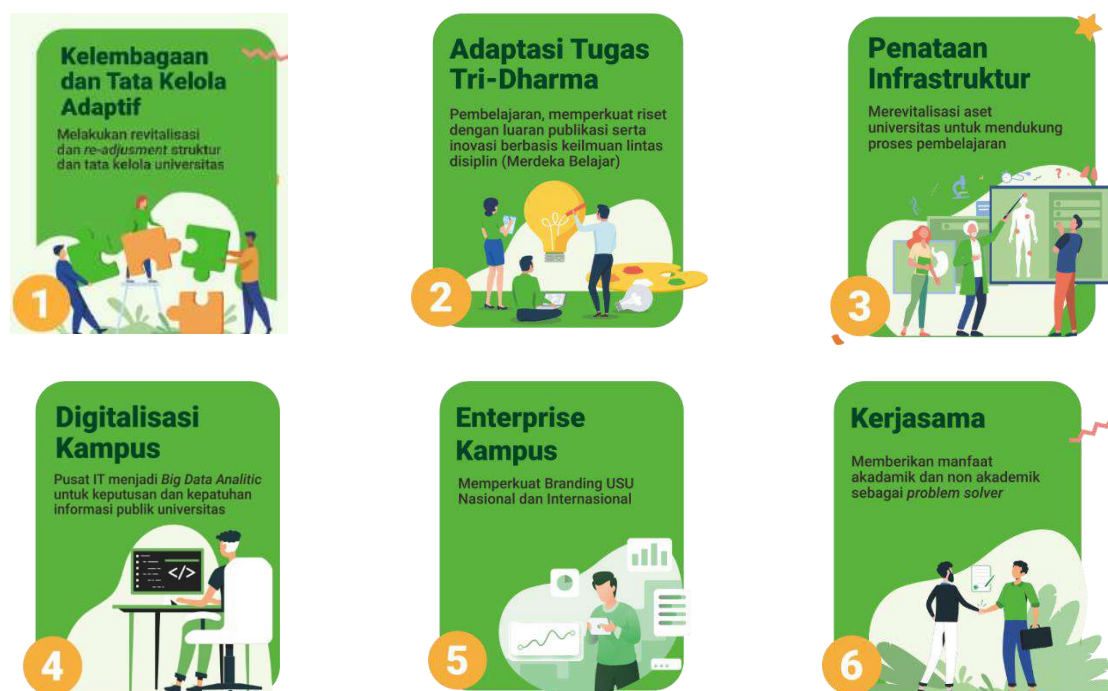 Kelembagaan
dan Tata Kelola
Adaptif
Melakukan revitalisasi
dan re-adjusment struktur
dan tata kelola universitas
1
Adaptasi Tugas
Tri-Dharma
Pembelajaran, memperkuat riset
dengan luaran publikasi serta
inovasi berbasis keilmuan lintas
disiplin (Merdeka Belajar)
2
Penataan
Infrastruktur
Merevitalisasi aset
universitas untuk mendukung
proses pembelajaran
?
3
Digitalisasi
Kampus
Pusat IT menjadi Big Data Analitic
untuk keputusan dan kepatuhan
informasi publik universitas
</>
4
Enterprise
Kampus
Memperkuat Branding USU
Nasional dan Internasional
5
Kerjasama
Memberikan manfaat
akadamik dan non akademik
sebagai problem solver
6